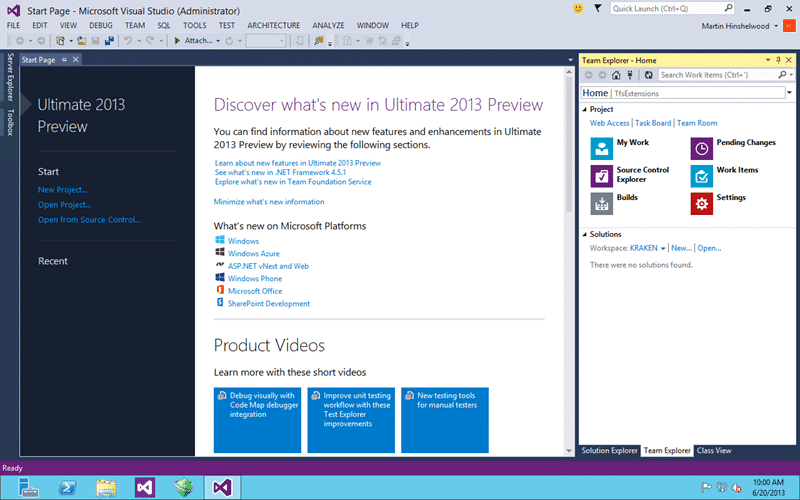 Start Page - Microsoft Visual Studio (Administrator)
Quick Launch (Ctrl+Q)
FILE EDIT VIEW DEBUG TEAM SQL TOOLS TEST ARCHITECTURE ANALYZE WINDOW HELP
Martin Hinshelwood
Attach...
Server Explorer
Toolbox
Start Page
Ultimate 2013
Preview
Start
New Project...
Open Project...
Open from Source Control...
Recent
Discover what's new in Ultimate 2013 Preview
You can find information about new features and enhancements in Ultimate
2013 Preview by reviewing the following sections.
Learn about new features in Ultimate 2013 Preview
See what's new in .NET Framework 4.5.1
Explore what's new in Team Foundation Service
Minimize what's new information
What's new on Microsoft Platforms
Windows
Windows Azure
ASP.NET vNext and Web
Windows Phone
Microsoft Office
SharePoint Development
Product Videos
Learn more with these short videos
Debug visually with
Code Map debugger
integration
Improve unit testing
workflow with these
Test Explorer
improvements
New testing tools
for manual testers
Team Explorer - Home
Search Work Items (Ctrl+')
Home | TfsExtensions
Project
Web Access | Task Board | Team Room
My Work
Pending Changes
Source Control
Explorer
Work Items
Builds
Settings
Solutions
Workspace: KRAKEN | New... | Open...
There were no solutions found.
Solution Explorer Team Explorer Class View
Ready
10:00 AM
6/20/2013